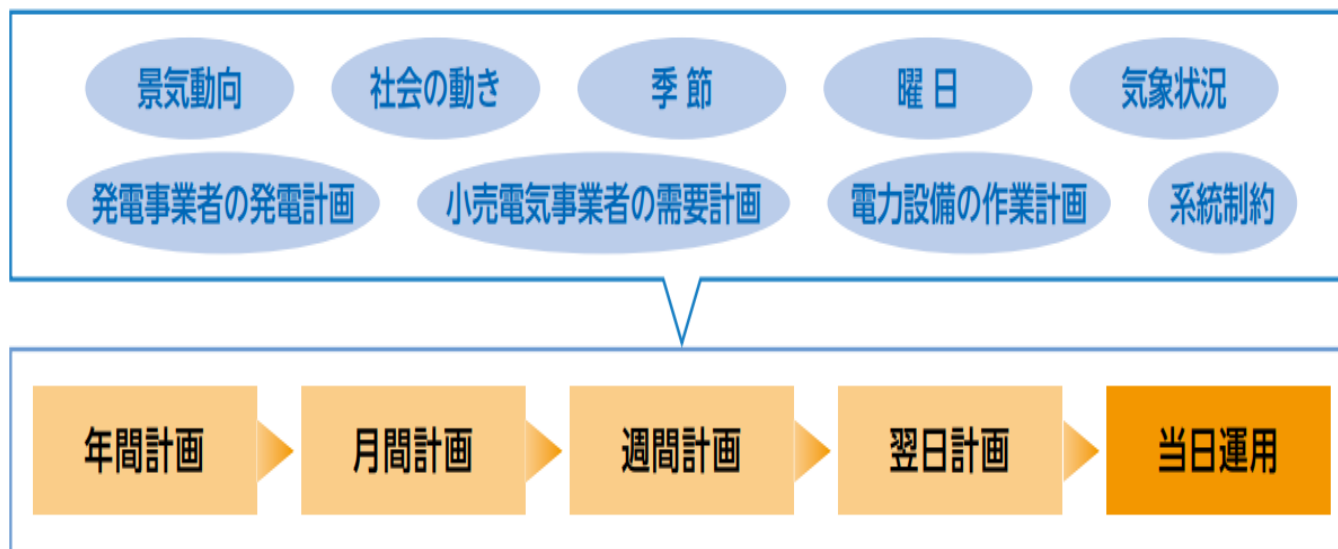 景気動向 社会の動き 季節 曜日 気象状況
発電事業者の発電計画 小売電気事業者の需要計画 電力設備の作業計画 系統制約
年間計画 月間計画 週間計画 翌日計画 当日運用